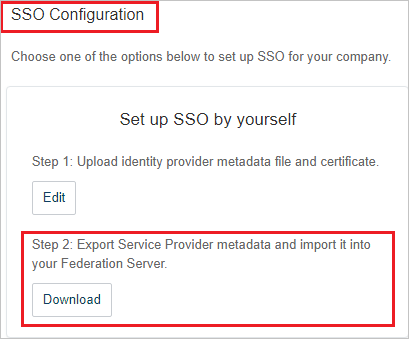 SSO Configuration
Choose one of the options below to set up SSO for your company.
Set up SSO by yourself
Step 1: Upload identity provider metadata file and certificate.
Edit
Step 2: Export Service Provider metadata and import it into
your Federation Server.
Download